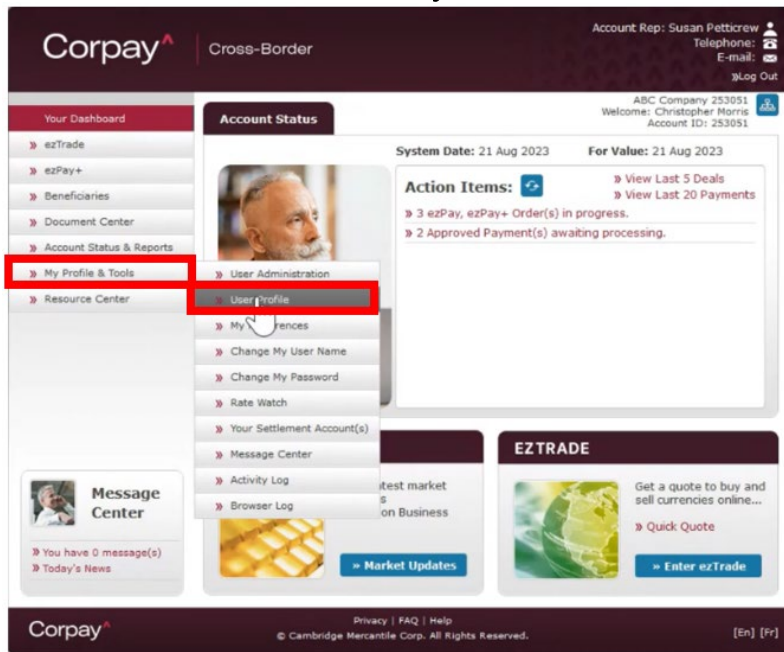 Corpay^
Cross-Border
Account Rep: Susan Petticrew
Telephone:
E-mail:
»Log Out
ABC Company 253051
Welcome: Christopher Morris
Account ID: 253051
Your Dashboard
» ezTrade
» ezPay+
» Beneficiaries
» Document Center
» Account Status & Reports
» My Profile & Tools
» Resource Center
» User Administration
» User Profile
» My
» Change My User Name
» Change My Password
» Rate Watch
» Your Settlement Account(s)
» Message Center
» Activity Log
» Browser Log
Account Status
System Date: 21 Aug 2023
For Value: 21 Aug 2023
Action Items:
» View Last 5 Deals
» View Last 20 Payments
» 3 ezPay, ezPay+ Order(s) in progress.
» 2 Approved Payment(s) awaiting processing.
Message
Center
» You have 0 message(s)
» Today's News
market
on Business
» Market Updates
EZTRADE
Get a quote to buy and
sell currencies online...
» Quick Quote
» Enter ezTrade
Corpay^
Privacy | FAQ | Help
© Cambridge Mercantile Corp. All Rights Reserved.
[En] [Fr]